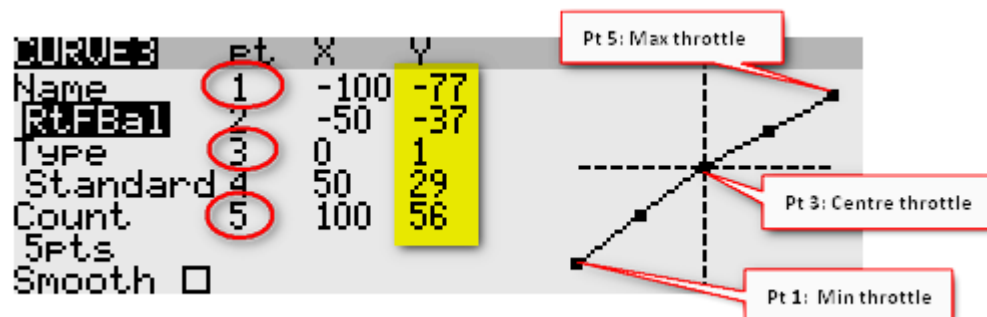 CURVE3 pt X Y
Name 1 -100 -77
RtFBal 2 -50 -37
Type 3 0 1
Standard 4 50 29
Count 5 100 56
5pts
Smooth
Pt 5: Max throttle
Pt 3: Centre throttle
Pt 1: Min throttle